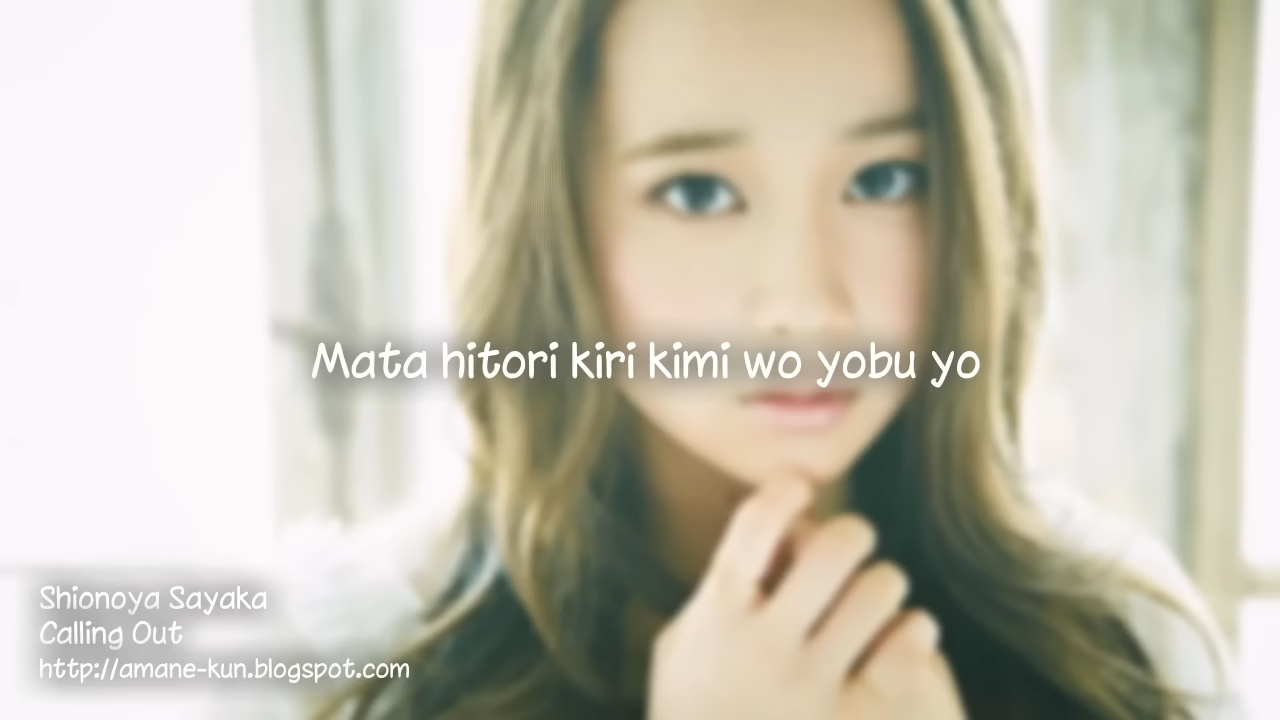 Mata hitori kiri kimi wo yobu yo
Shionoya Sayaka
Calling Out
http://amane-kun.blogspot.com